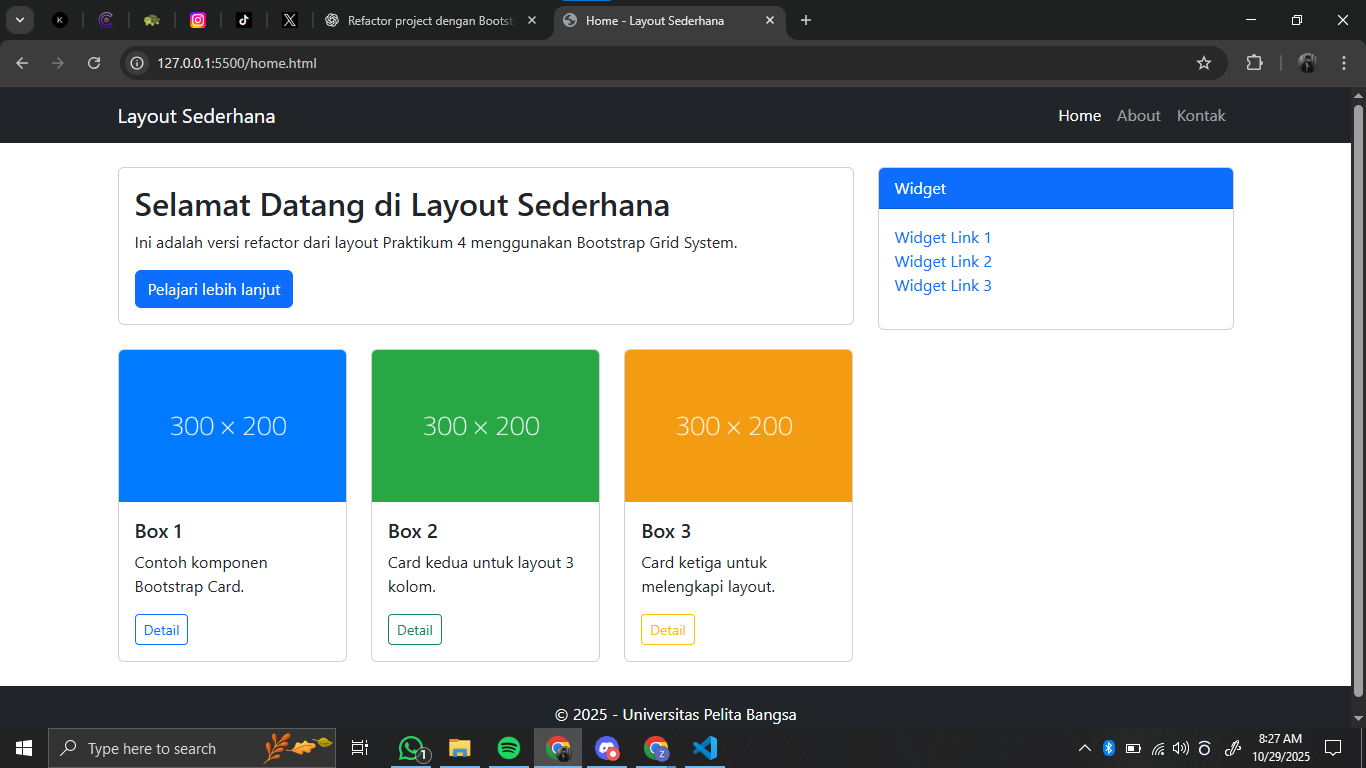 Refactor project dengan Bootst
Home - Layout Sederhana
127.0.0.1:5500/home.html
Layout Sederhana
Home About Kontak
Selamat Datang di Layout Sederhana
Ini adalah versi refactor dari layout Praktikum 4 menggunakan Bootstrap Grid System.
Pelajari lebih lanjut
Widget
Widget Link 1
Widget Link 2
Widget Link 3
300 × 200
300 × 200
300 × 200
Box 1
Contoh komponen
Bootstrap Card.
Detail
Box 2
Card kedua untuk layout 3
kolom.
Detail
Box 3
Card ketiga untuk
melengkapi layout.
Detail
© 2025 - Universitas Pelita Bangsa
Type here to search
1
8:27 AM
10/29/2025